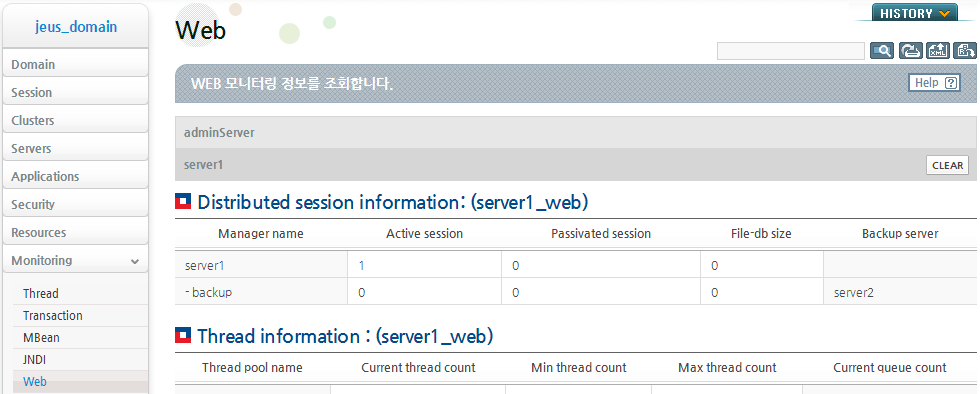 jeus_domain
Domain
Session
Clusters
Servers
Applications
Security
Resources
Monitoring
Thread
Transaction
MBean
JNDI
Web
Web
HISTORY
XML
WEB 모니터링 정보를 조회합니다.
Help ?
adminServer
server1
CLEAR
Distributed session information: (server1_web)
Manager name Active session Passivated session File-db size Backup server
server1 1 0 0
- backup 0 0 0 server2
Thread information : (server1_web)
Thread pool name Current thread count Min thread count Max thread count Current queue count